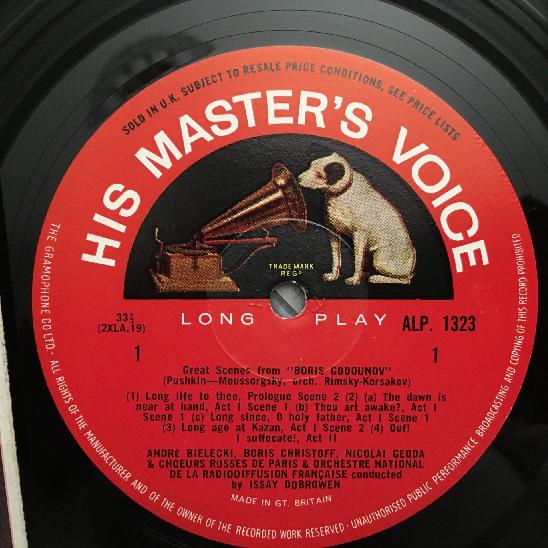 SOLD IN U.K. SUBJECT TO RESALE PRICE CONDITIONS, SEE PRICE LISTS
HIS MASTER'S VOICE
TRADE MARK
REGD
33⅓
(2XLA.19)
LONG PLAY
ALP. 1323
1
1
Great Scenes from "BORIS GODOUNOV"
(Pushkin—Moussorgsky, orch. Rimsky-Korsakov)
(1) Long life to thee, Prologue Scene 2 (2) (a) The dawn is
near at hand, Act I Scene 1 (b) Thou art awake?, Act I
Scene 1 (c) Long since, O holy father, Act I Scene 1
(3) Long ago at Kazan, Act I Scene 2 (4) Ouf!
I suffocate!, Act II
ANDRE BIELECKI, BORIS CHRISTOFF, NICOLAI GEDDA
& CHOEURS RUSSES DE PARIS & ORCHESTRE NATIONAL
DE LA RADIODIFFUSION FRANÇAISE conducted
by ISSAY DOBROWEN
MADE IN GT. BRITAIN
THE GRAMOPHONE CO LTD · ALL RIGHTS OF THE MANUFACTURER AND OF THE OWNER OF THE RECORDED WORK RESERVED · UNAUTHORISED PUBLIC PERFORMANCE BROADCASTING AND COPYING OF THIS RECORD PROHIBITED